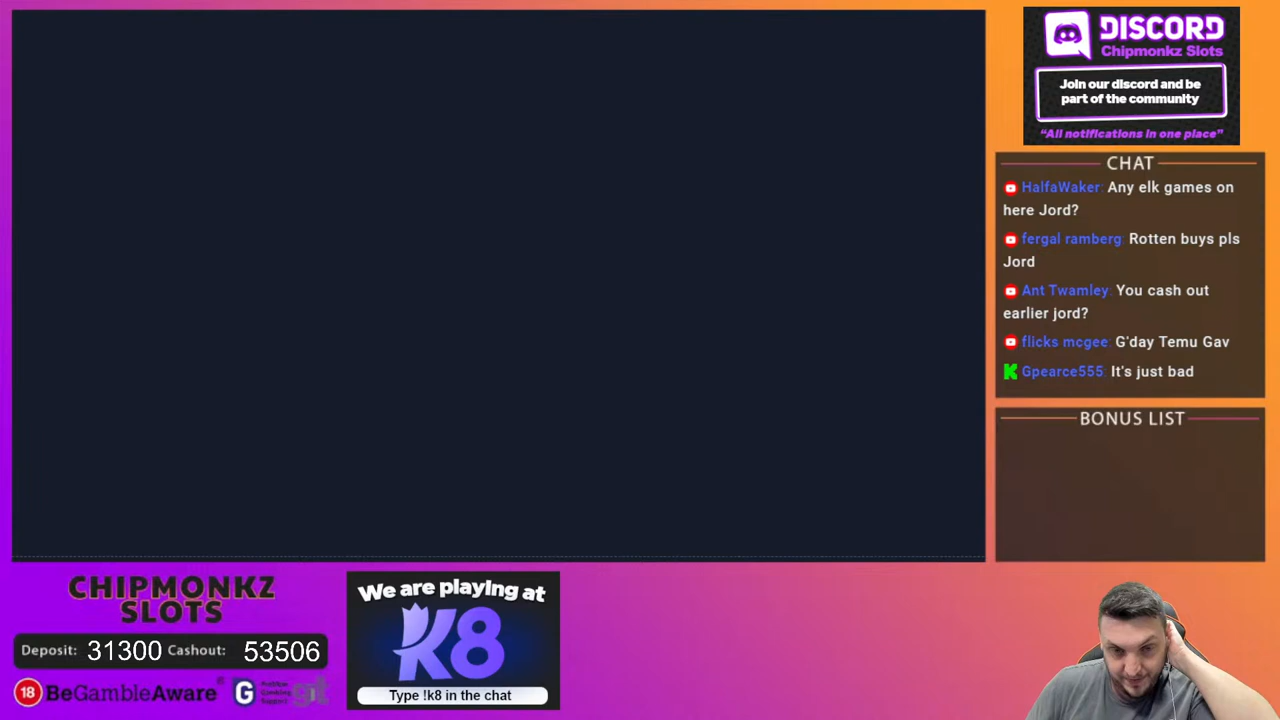 DISCORD
Chipmonkz Slots
Join our discord and be
part of the community
"All notifications in one place"
CHAT
HalfaWaker: Any elk games on
here Jord?
fergal ramberg: Rotten buys pls
Jord
Ant Twamley: You cash out
earlier jord?
flicks mcgee: G'day Temu Gav
Gpearce555: It's just bad
BONUS LIST
CHIPMONKZ
SLOTS
Deposit: 31300 Cashout: 53506
18 BeGambleAware
We are playing at
K8
Type !k8 in the chat